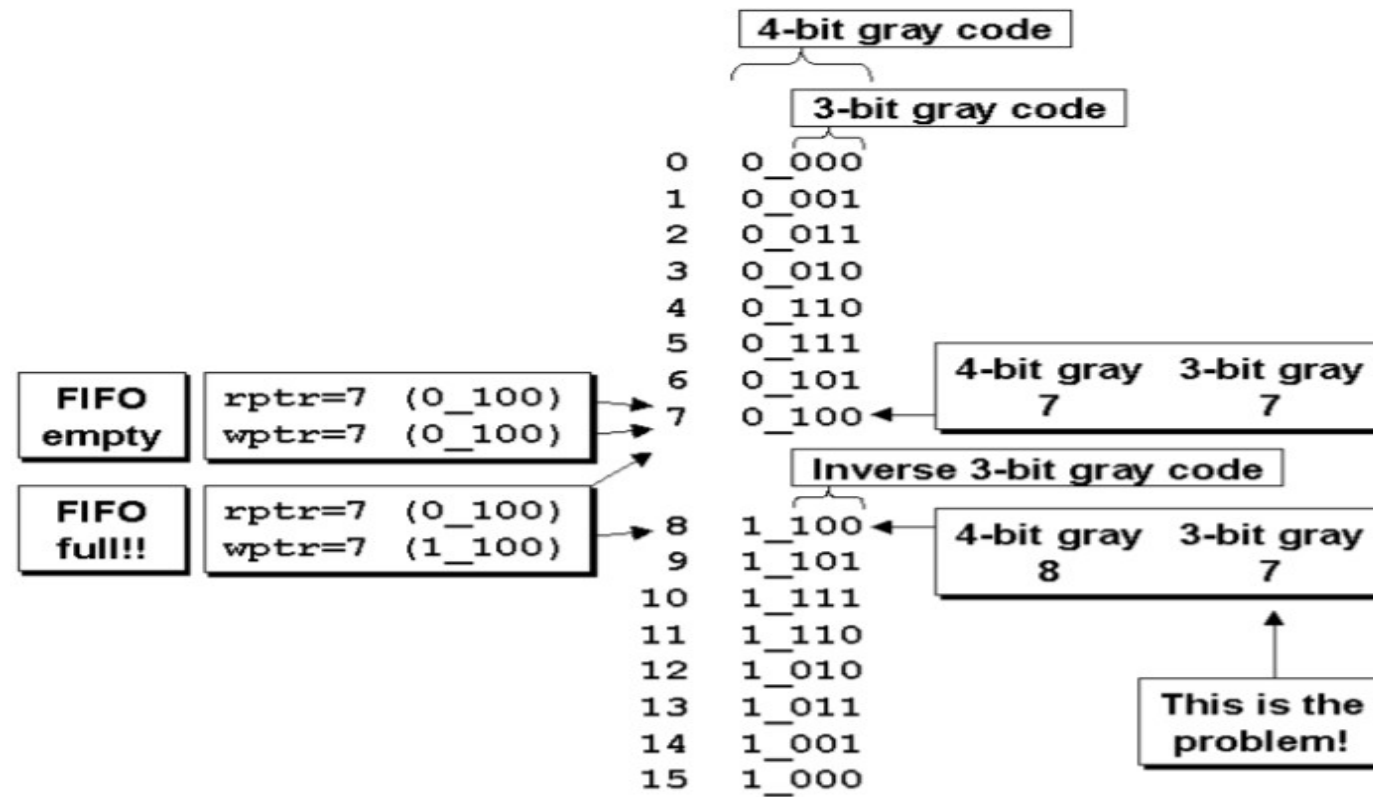 4-bit gray code
3-bit gray code
0 0_000
1 0_001
2 0_011
3 0_010
4 0_110
5 0_111
6 0_101
7 0_100
FIFO
empty
rptr=7 (0_100)
wptr=7 (0_100)
4-bit gray 3-bit gray
7 7
Inverse 3-bit gray code
FIFO
full!!
rptr=7 (0_100)
wptr=7 (1_100)
8 1_100
9 1_101
10 1_111
11 1_110
12 1_010
13 1_011
14 1_001
15 1_000
4-bit gray 3-bit gray
8 7
This is the
problem!